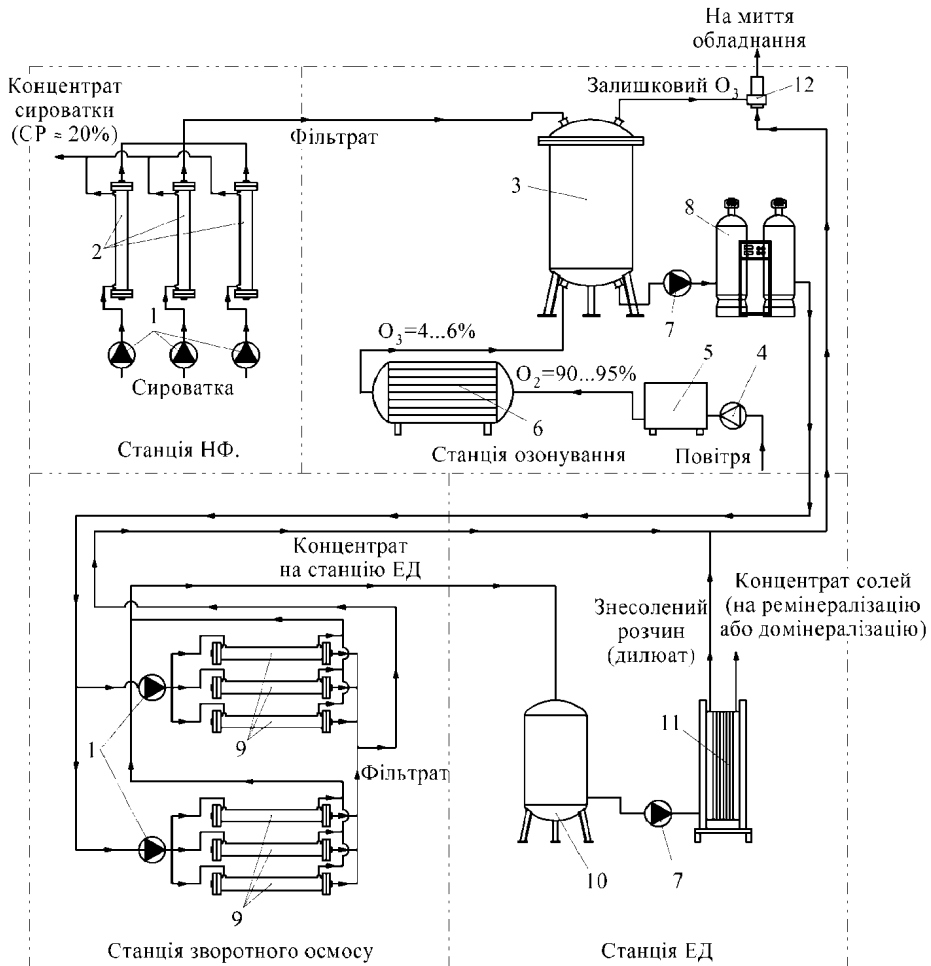 На миття
обладнання
Концентрат
сироватки
(СР ≈ 20%)
Залишковий O3
12
Фільтрат
3
8
2
7
1
O3=4...6%
O2=90...95%
5
4
Сироватка
6
Станція НФ.
Станція озонування
Повітря
Концентрат
на станцію ЕД
Концентрат солей
(на ремінералізацію
або домінералізацію)
Знесолений
розчин
(дилюат)
9
11
1
Фільтрат
9
10
7
Станція зворотного осмосу
Станція ЕД